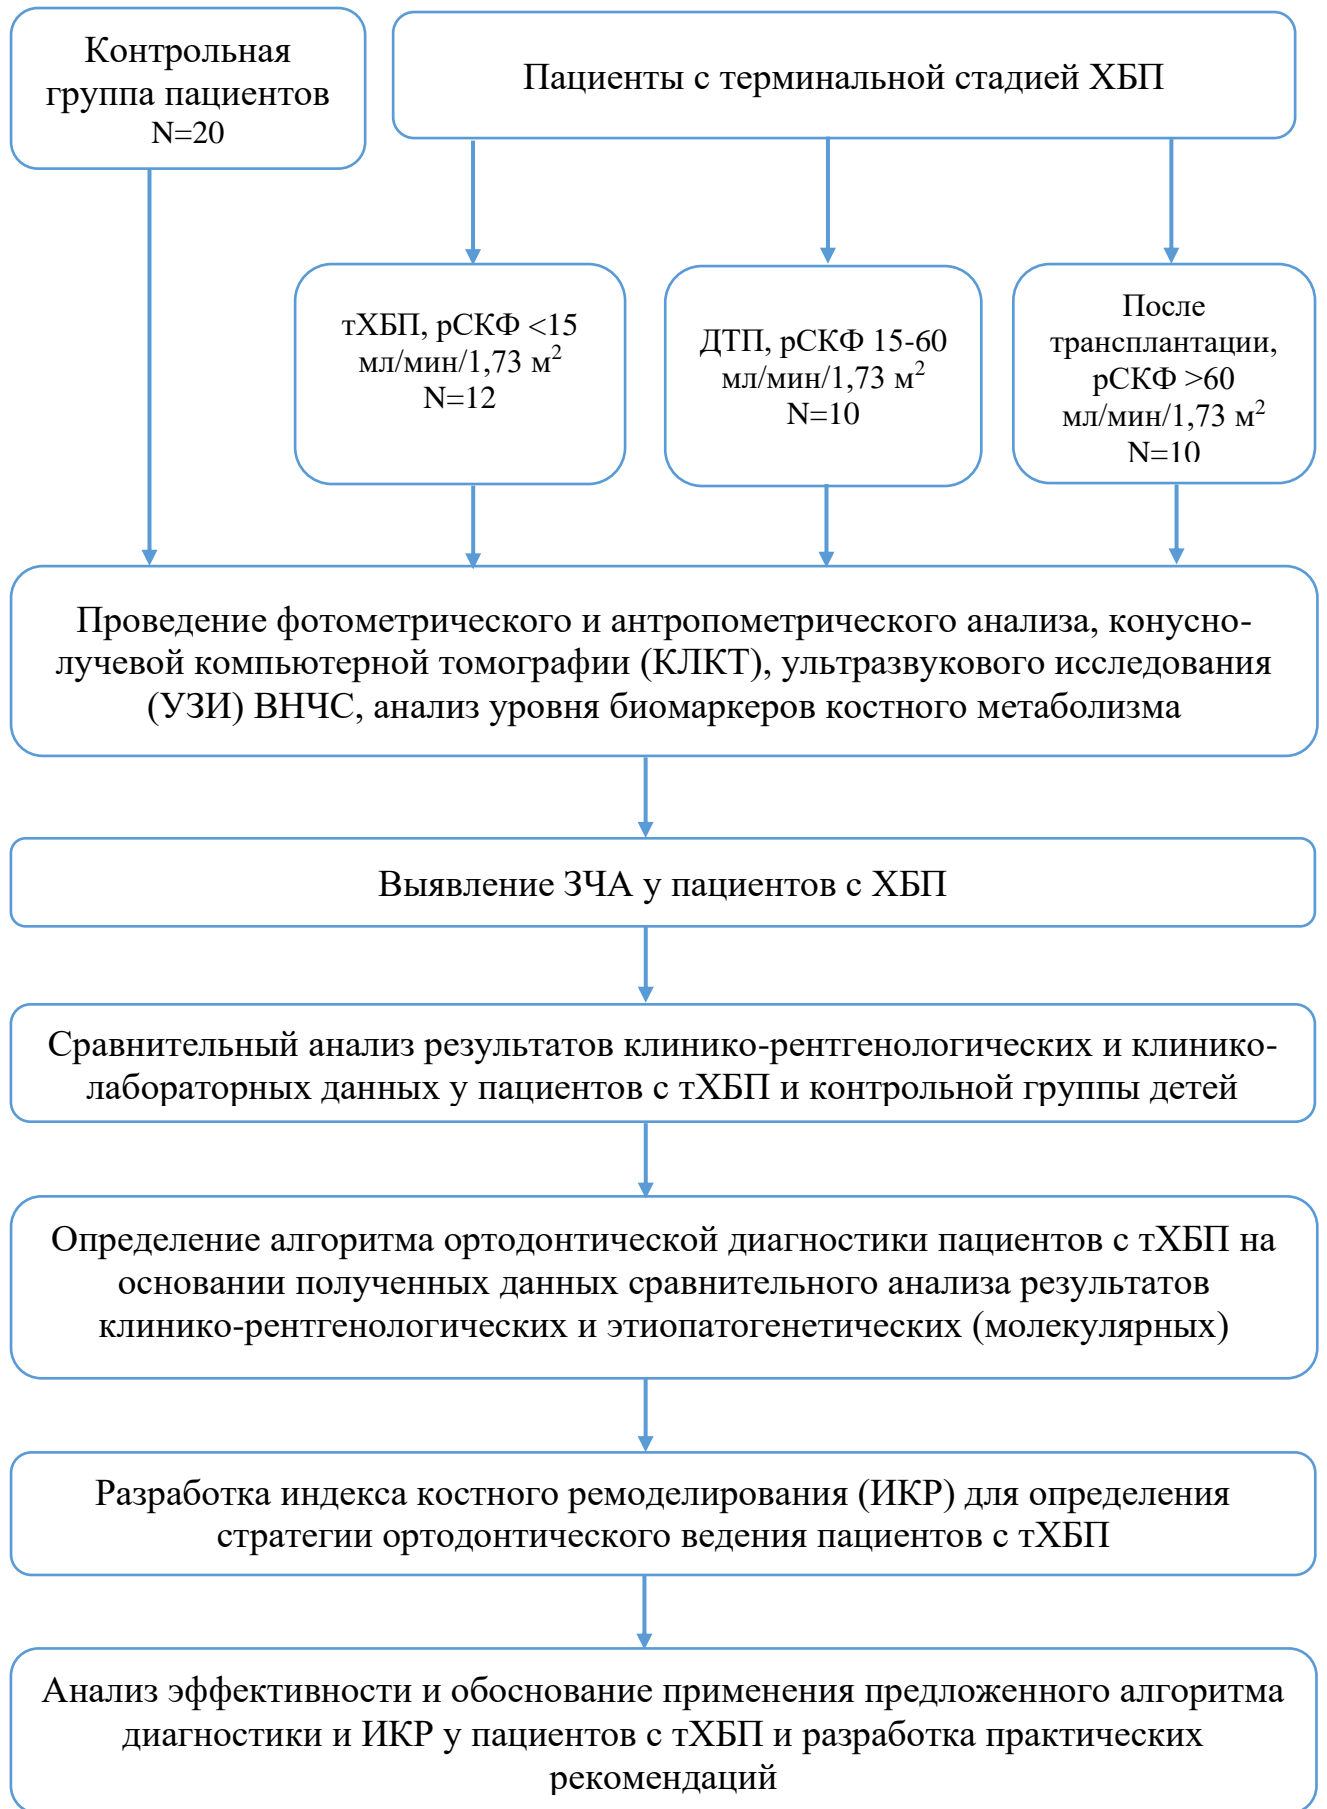 Контрольная
группа пациентов
N=20
Пациенты с терминальной стадией ХБП
тХБП, рСКФ <15
мл/мин/1,73 м²
N=12
ДТП, рСКФ 15-60
мл/мин/1,73 м²
N=10
После
трансплантации,
рСКФ >60
мл/мин/1,73 м²
N=10
Проведение фотометрического и антропометрического анализа, конусно-
лучевой компьютерной томографии (КЛКТ), ультразвукового исследования
(УЗИ) ВНЧС, анализ уровня биомаркеров костного метаболизма
Выявление ЗЧА у пациентов с ХБП
Сравнительный анализ результатов клинико-рентгенологических и клинико-
лабораторных данных у пациентов с тХБП и контрольной группы детей
Определение алгоритма ортодонтической диагностики пациентов с тХБП на
основании полученных данных сравнительного анализа результатов
клинико-рентгенологических и этиопатогенетических (молекулярных)
Разработка индекса костного ремоделирования (ИКР) для определения
стратегии ортодонтического ведения пациентов с тХБП
Анализ эффективности и обоснование применения предложенного алгоритма
диагностики и ИКР у пациентов с тХБП и разработка практических
рекомендаций